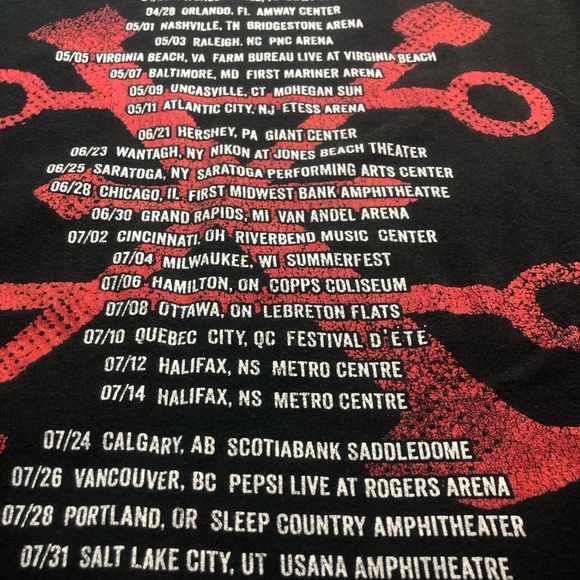 04/28 ORLANDO, FL AMWAY CENTER
05/01 NASHVILLE, TN BRIDGESTONE ARENA
05/03 RALEIGH, NC PNC ARENA
05/05 VIRGINIA BEACH, VA FARM BUREAU LIVE AT VIRGINIA BEACH
05/07 BALTIMORE, MD FIRST MARINER ARENA
05/09 UNCASVILLE, CT MOHEGAN SUN
05/11 ATLANTIC CITY, NJ ETESS ARENA
06/21 HERSHEY, PA GIANT CENTER
06/23 WANTAGH, NY NIKON AT JONES BEACH THEATER
06/25 SARATOGA, NY SARATOGA PERFORMING ARTS CENTER
06/28 CHICAGO, IL FIRST MIDWEST BANK AMPHITHEATRE
06/30 GRAND RAPIDS, MI VAN ANDEL ARENA
07/02 CINCINNATI, OH RIVERBEND MUSIC CENTER
07/04 MILWAUKEE, WI SUMMERFEST
07/06 HAMILTON, ON COPPS COLISEUM
07/08 OTTAWA, ON LEBRETON FLATS
07/10 QUEBEC CITY, QC FESTIVAL D'ÉTÉ
07/12 HALIFAX, NS METRO CENTRE
07/14 HALIFAX, NS METRO CENTRE
07/24 CALGARY, AB SCOTIABANK SADDLEDOME
07/26 VANCOUVER, BC PEPSI LIVE AT ROGERS ARENA
07/28 PORTLAND, OR SLEEP COUNTRY AMPHITHEATER
07/31 SALT LAKE CITY, UT USANA AMPHITHEATRE